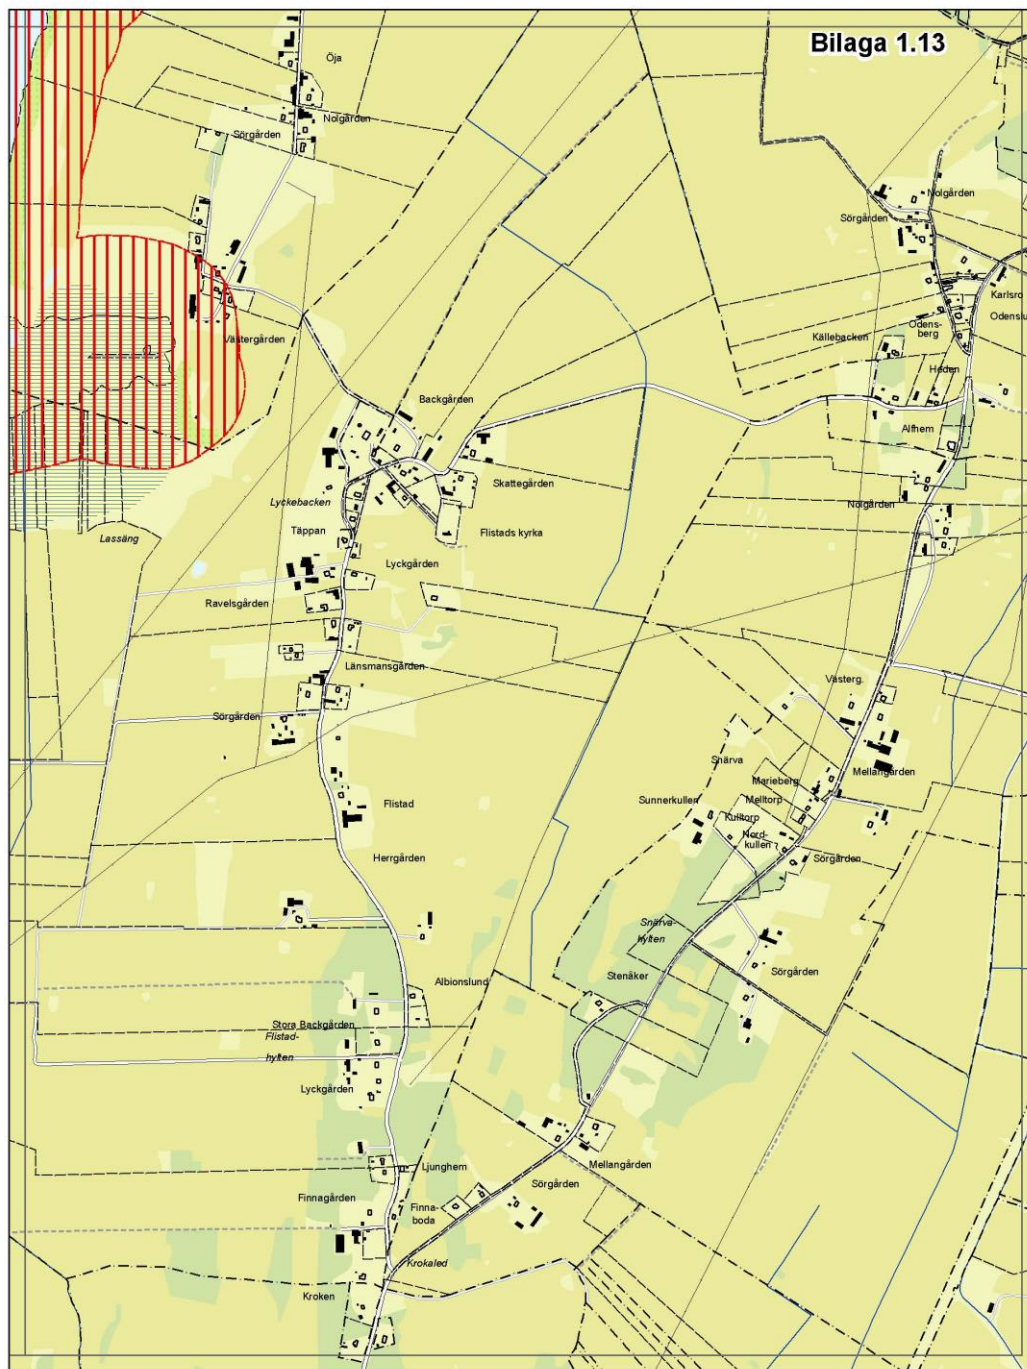 Bilaga 1.13
Öja
Nolgården
Sörgården
Nolgården
Sörgården
Karlsro
Odens-
berg
Västergården
Källebacken
Heden
Backgården
Alfhem
Skattegården
Nolgården
Lyckebacken
Täppan
Flistads kyrka
Lassäng
Lyckgården
Ravelsgården
Länsmansgården
Västerg.
Sörgården
Snärva
Mellangården
Marieberg
Sunnerkullen
Melltorp
Flistad
Kulltorp
Nord-
kullen
Herrgården
Sörgården
Snärva-
hylten
Sörgården
Stenåker
Albionslund
Stora Backgården
Flistad-
hylten
Lyckgården
Mellangården
Ljunghem
Sörgården
Finnagården
Finna-
boda
Krokaled
Kroken